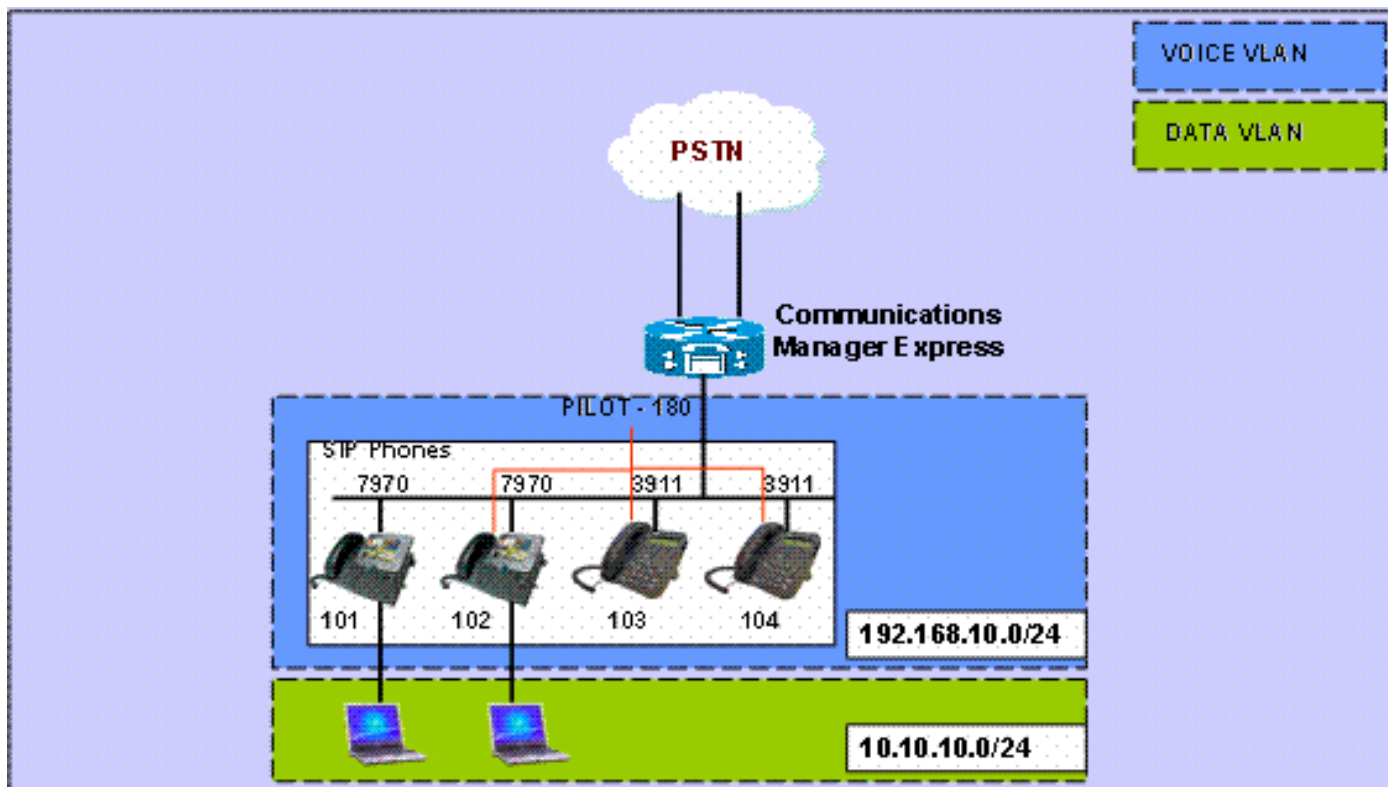 VOICE VLAN
DATA VLAN
PSTN
Communications
Manager Express
PILOT - 180
SIP Phones
7970 7970 3911 3911
101 102 103 104
192.168.10.0/24
10.10.10.0/24